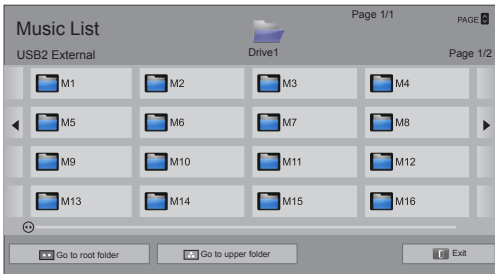 Music List
Page 1/1
PAGE
USB2 External
Drive1
Page 1/2
M1 M2 M3 M4
M5 M6 M7 M8
M9 M10 M11 M12
M13 M14 M15 M16
Go to root folder Go to upper folder Exit